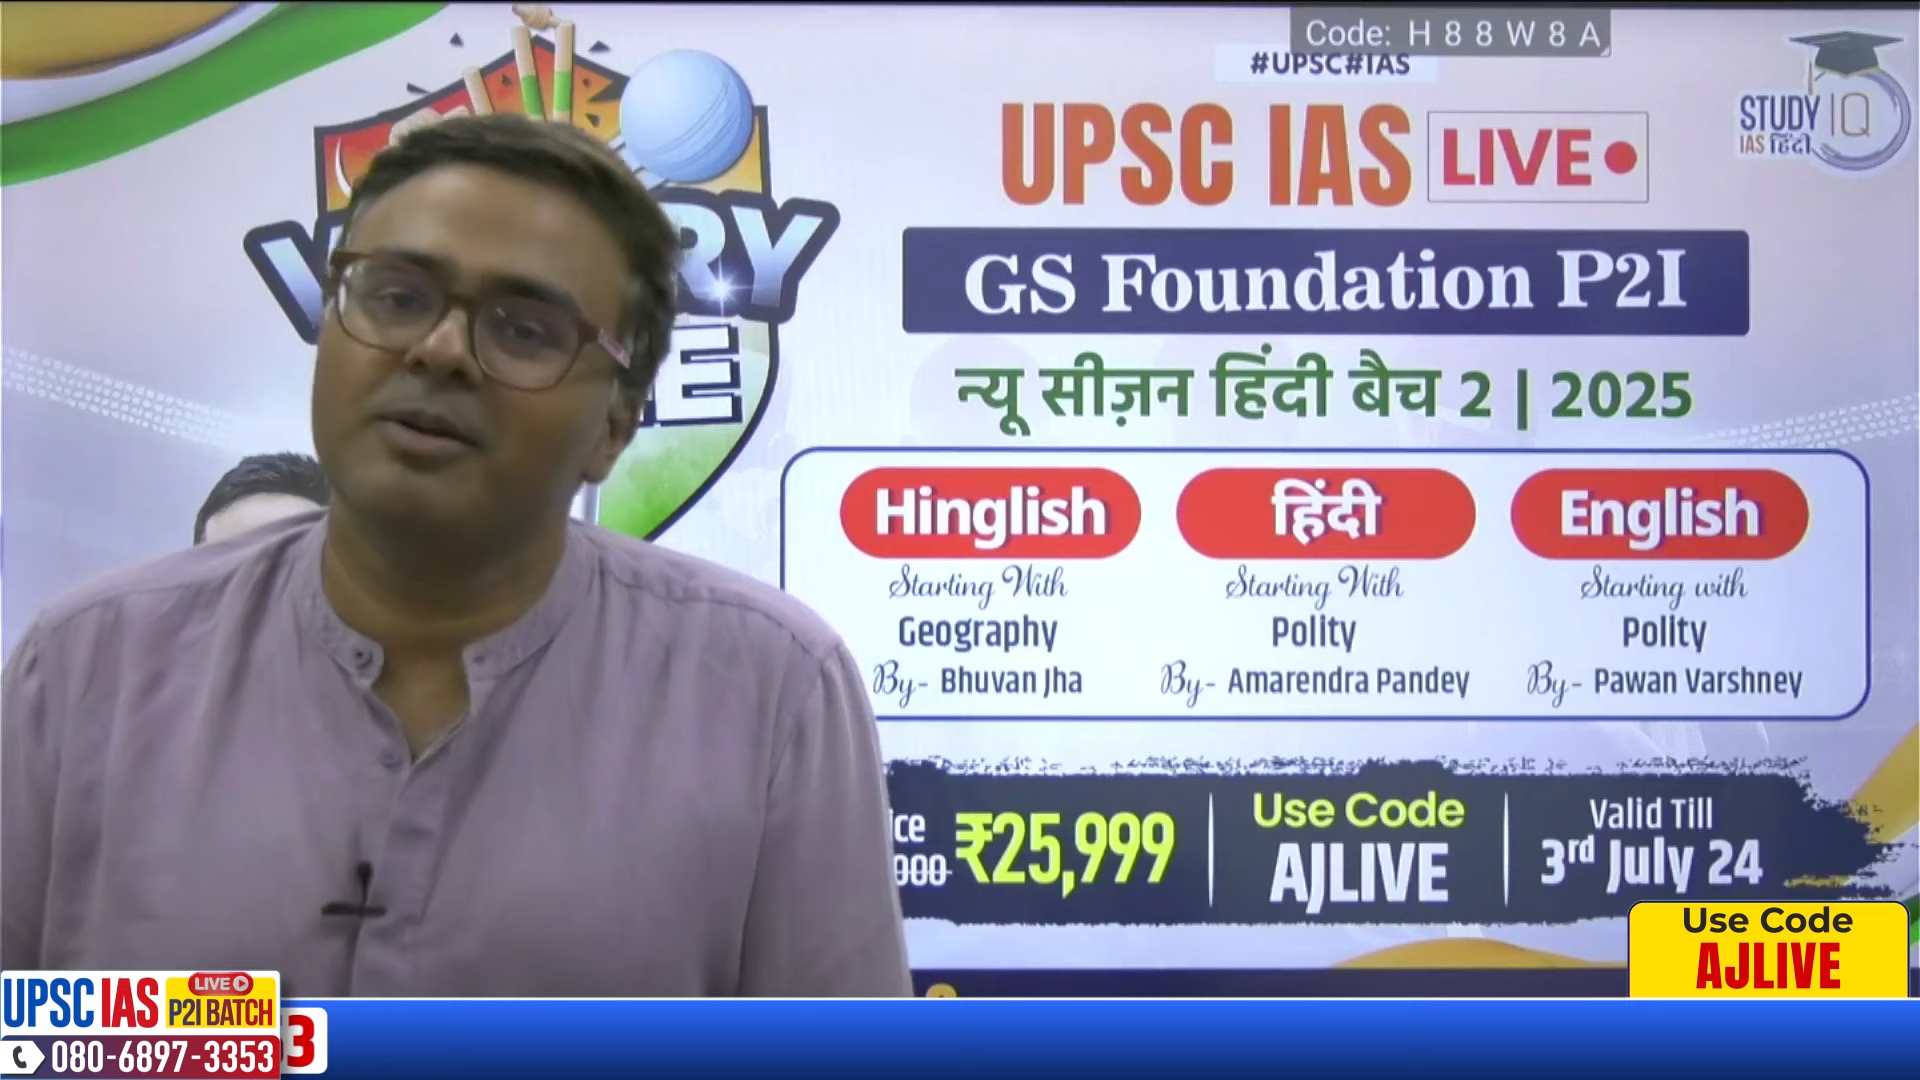 Code: H 8 8 W 8 A
#UPSC#IAS
UPSC IAS LIVE
STUDY IQ
IAS हिंदी
GS Foundation P2I
न्यू सीज़न हिंदी बैच 2 | 2025
Hinglish
Starting With
Geography
By- Bhuvan Jha
हिंदी
Starting With
Polity
By- Amarendra Pandey
English
Starting with
Polity
By- Pawan Varshney
₹25,999
Use Code
AJLIVE
Valid Till
3rd July 24
Use Code
AJLIVE
UPSC IAS LIVE
P2I BATCH
080-6897-3353